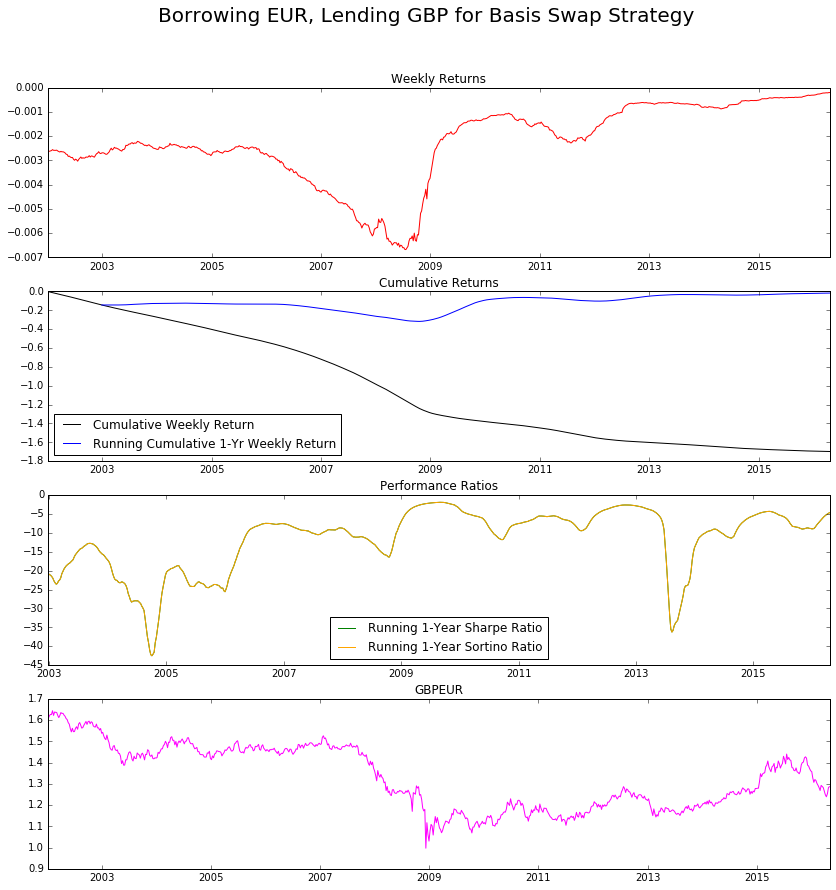 Borrowing EUR, Lending GBP for Basis Swap Strategy
Weekly Returns
0.000
−0.001
−0.002
−0.003
−0.004
−0.005
−0.006
−0.007
2003 2005 2007 2009 2011 2013 2015
Cumulative Returns
0.0
−0.2
−0.4
−0.6
−0.8
−1.0
−1.2
−1.4
−1.6
−1.8
Cumulative Weekly Return
Running Cumulative 1-Yr Weekly Return
2003 2005 2007 2009 2011 2013 2015
Performance Ratios
0
−5
−10
−15
−20
−25
−30
−35
−40
−45
Running 1-Year Sharpe Ratio
Running 1-Year Sortino Ratio
2003 2005 2007 2009 2011 2013 2015
GBPEUR
1.7
1.6
1.5
1.4
1.3
1.2
1.1
1.0
0.9
2003 2005 2007 2009 2011 2013 2015